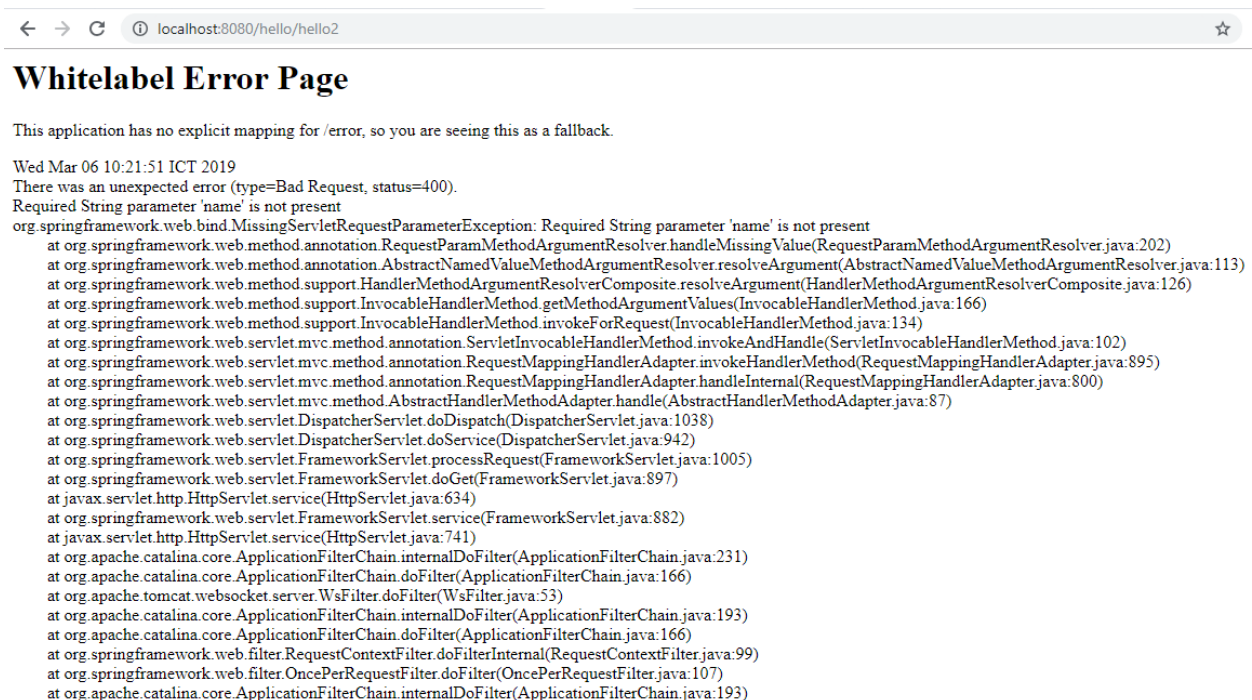 localhost:8080/hello/hello2
Whitelabel Error Page
This application has no explicit mapping for /error, so you are seeing this as a fallback.
Wed Mar 06 10:21:51 ICT 2019
There was an unexpected error (type=Bad Request, status=400).
Required String parameter 'name' is not present
org.springframework.web.bind.MissingServletRequestParameterException: Required String parameter 'name' is not present
at org.springframework.web.method.annotation.RequestParamMethodArgumentResolver.handleMissingValue(RequestParamMethodArgumentResolver.java:202)
at org.springframework.web.method.annotation.AbstractNamedValueMethodArgumentResolver.resolveArgument(AbstractNamedValueMethodArgumentResolver.java:113)
at org.springframework.web.method.support.HandlerMethodArgumentResolverComposite.resolveArgument(HandlerMethodArgumentResolverComposite.java:126)
at org.springframework.web.method.support.InvocableHandlerMethod.getMethodArgumentValues(InvocableHandlerMethod.java:166)
at org.springframework.web.method.support.InvocableHandlerMethod.invokeForRequest(InvocableHandlerMethod.java:134)
at org.springframework.web.servlet.mvc.method.annotation.ServletInvocableHandlerMethod.invokeAndHandle(ServletInvocableHandlerMethod.java:102)
at org.springframework.web.servlet.mvc.method.annotation.RequestMappingHandlerAdapter.invokeHandlerMethod(RequestMappingHandlerAdapter.java:895)
at org.springframework.web.servlet.mvc.method.annotation.RequestMappingHandlerAdapter.handleInternal(RequestMappingHandlerAdapter.java:800)
at org.springframework.web.servlet.mvc.method.AbstractHandlerMethodAdapter.handle(AbstractHandlerMethodAdapter.java:87)
at org.springframework.web.servlet.DispatcherServlet.doDispatch(DispatcherServlet.java:1038)
at org.springframework.web.servlet.DispatcherServlet.doService(DispatcherServlet.java:942)
at org.springframework.web.servlet.FrameworkServlet.processRequest(FrameworkServlet.java:1005)
at org.springframework.web.servlet.FrameworkServlet.doGet(FrameworkServlet.java:897)
at javax.servlet.http.HttpServlet.service(HttpServlet.java:634)
at org.springframework.web.servlet.FrameworkServlet.service(FrameworkServlet.java:882)
at javax.servlet.http.HttpServlet.service(HttpServlet.java:741)
at org.apache.catalina.core.ApplicationFilterChain.internalDoFilter(ApplicationFilterChain.java:231)
at org.apache.catalina.core.ApplicationFilterChain.doFilter(ApplicationFilterChain.java:166)
at org.apache.tomcat.websocket.server.WsFilter.doFilter(WsFilter.java:53)
at org.apache.catalina.core.ApplicationFilterChain.internalDoFilter(ApplicationFilterChain.java:193)
at org.apache.catalina.core.ApplicationFilterChain.doFilter(ApplicationFilterChain.java:166)
at org.springframework.web.filter.RequestContextFilter.doFilterInternal(RequestContextFilter.java:99)
at org.springframework.web.filter.OncePerRequestFilter.doFilter(OncePerRequestFilter.java:107)
at org.apache.catalina.core.ApplicationFilterChain.internalDoFilter(ApplicationFilterChain.java:193)